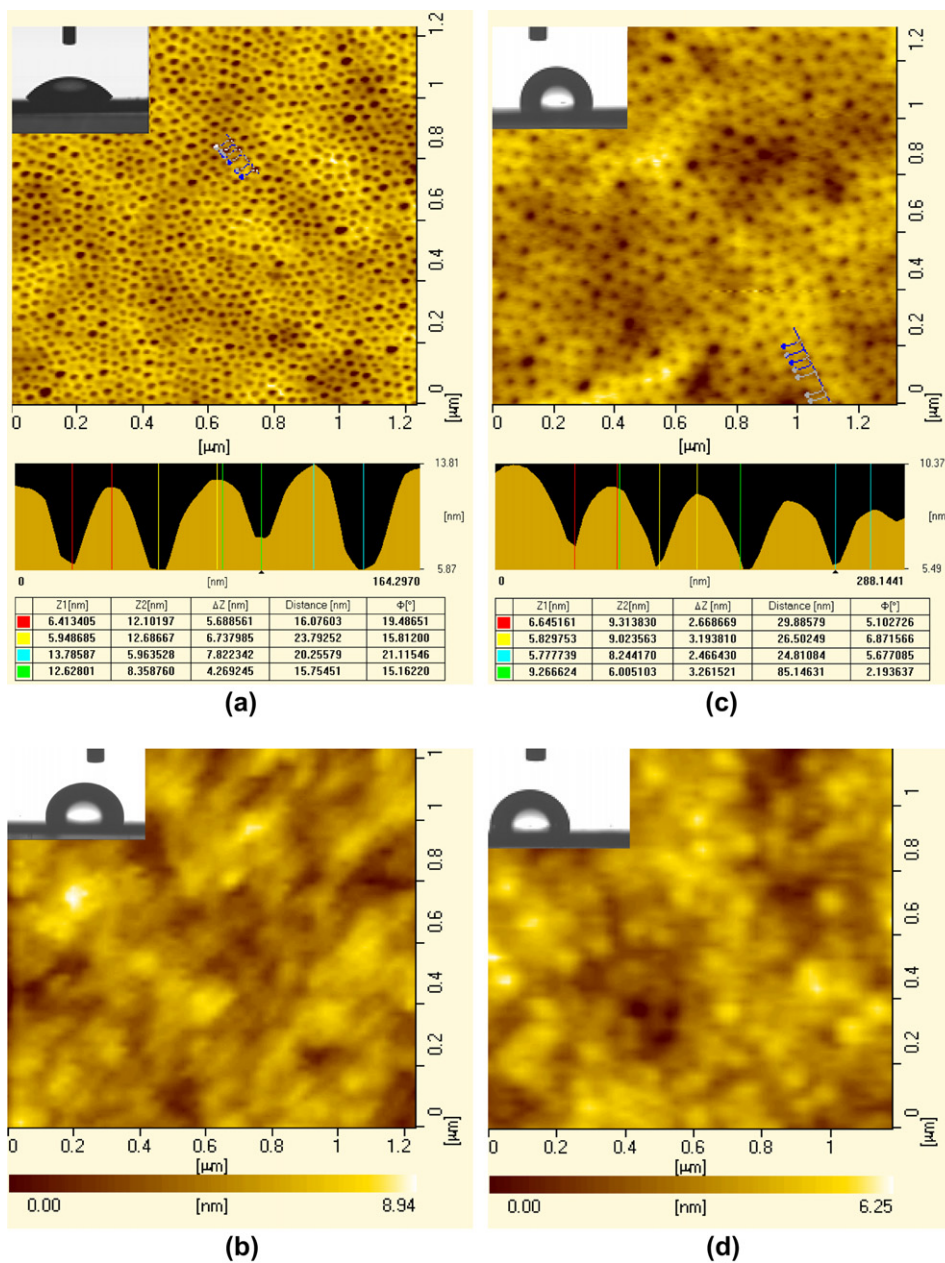 1.2
1
0.8
0.6
0.4
0.2
0
[μm]
0 0.2 0.4 0.6 0.8 1 1.2
[μm]
13.81
[nm]
5.87
0 [nm] 164.2970
Z1[nm] Z2[nm] ΔZ [nm] Distance [nm] Φ[°]
6.413405 12.10197 5.688561 16.07603 19.48651
5.948685 12.68667 6.737985 23.79252 15.81200
13.78587 5.963528 7.822342 20.25579 21.11546
12.62801 8.358760 4.269245 15.75451 15.16220
(a)
1.2
1
0.8
0.6
0.4
0.2
0
[μm]
0 0.2 0.4 0.6 0.8 1 1.2
[μm]
10.37
[nm]
5.49
0 [nm] 288.1441
Z1[nm] Z2[nm] ΔZ [nm] Distance [nm] Φ[°]
6.645161 9.313830 2.668669 29.88579 5.102726
5.829753 9.023563 3.193810 26.50249 6.871566
5.777739 8.244170 2.466430 24.81084 5.677085
9.266624 6.005103 3.261521 85.14631 2.193637
(c)
1
0.8
0.6
0.4
0.2
0
[μm]
0 0.2 0.4 0.6 0.8 1 1.2
[μm]
0.00 [nm] 8.94
(b)
1
0.8
0.6
0.4
0.2
0
[μm]
0 0.2 0.4 0.6 0.8 1
[μm]
0.00 [nm] 6.25
(d)